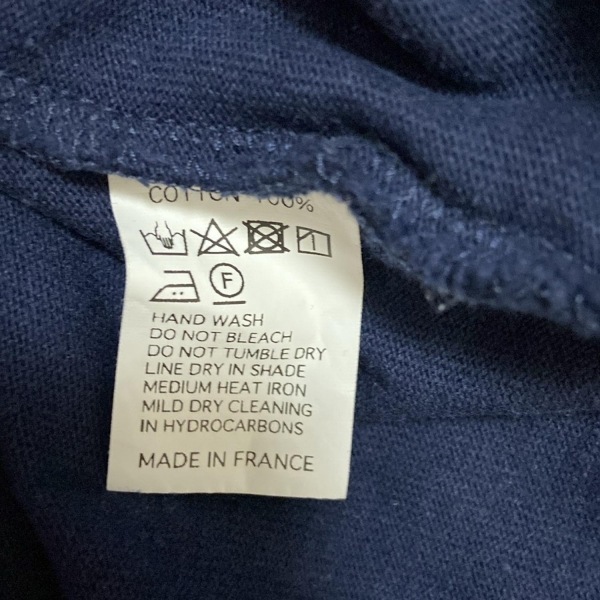 COTTON 100%
F
HAND WASH
DO NOT BLEACH
DO NOT TUMBLE DRY
LINE DRY IN SHADE
MEDIUM HEAT IRON
MILD DRY CLEANING
IN HYDROCARBONS
MADE IN FRANCE